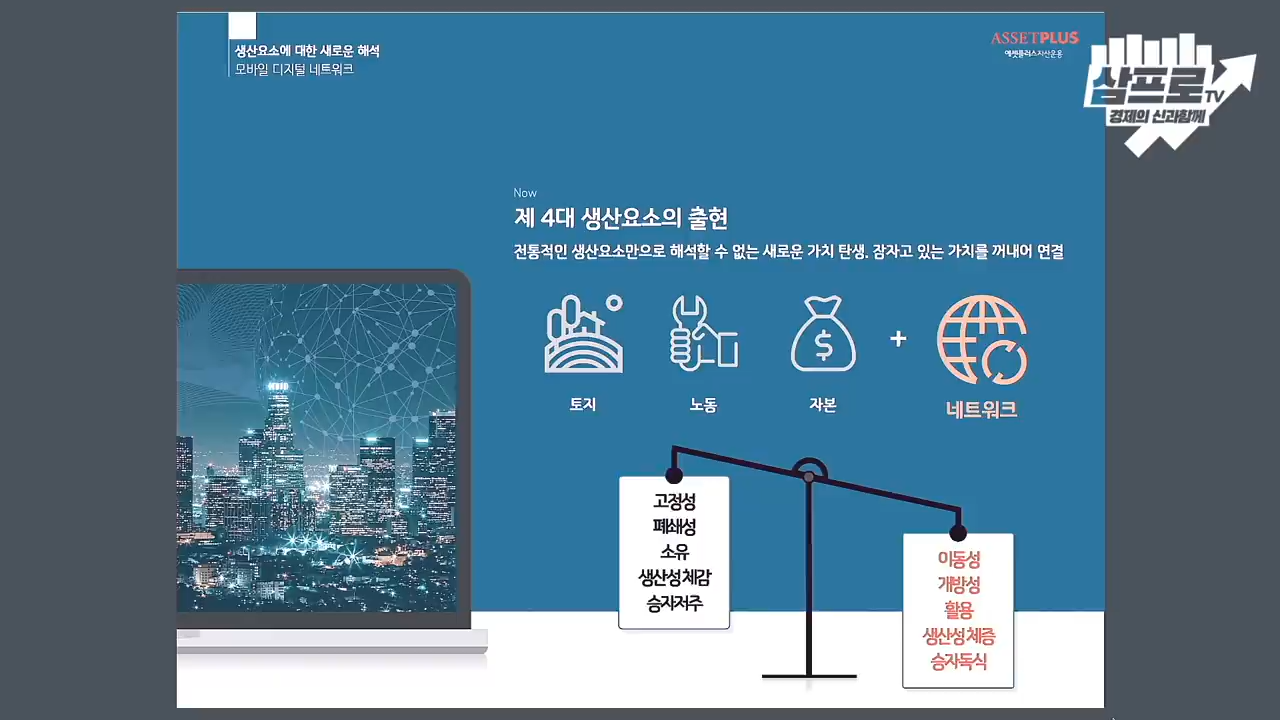 생산요소에 대한 새로운 해석
모바일 디지털 네트워크
ASSETPLUS
에셋플러스자산운용
삼프로TV
경제의 신과함께
Now
제 4대 생산요소의 출현
전통적인 생산요소만으로 해석할 수 없는 새로운 가치 탄생. 잠자고 있는 가치를 꺼내어 연결
$
+
토지
노동
자본
네트워크
고정성
폐쇄성
소유
생산성 체감
승자저주
이동성
개방성
활용
생산성 체증
승자독식